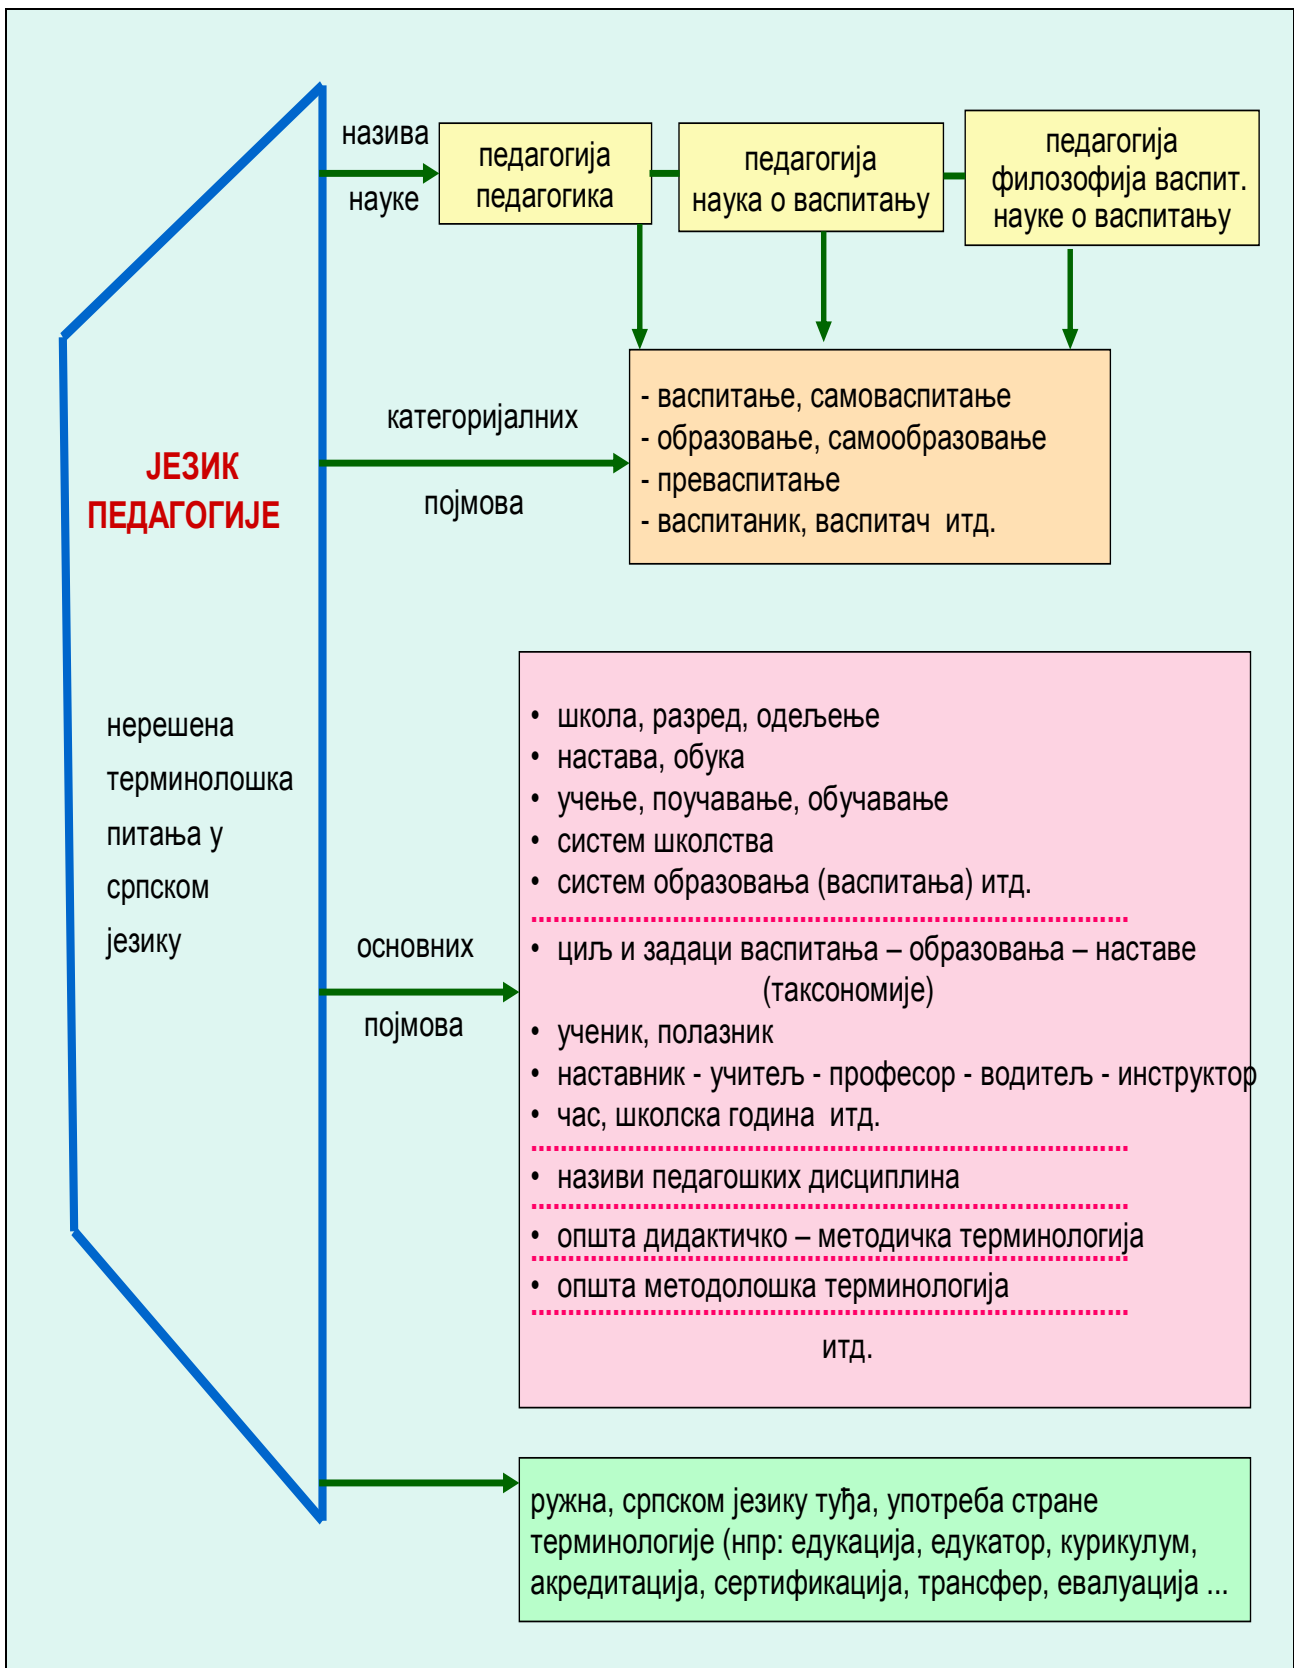 назива
науке
педагогија
педагогика
педагогија
наука о васпитању
педагогија
филозофија васпит.
науке о васпитању
ЈЕЗИК
ПЕДАГОГИЈЕ
нерешена
терминолошка
питања у
српском
језику
категоријалних
појмова
- васпитање, самоваспитање
- образовање, самообразовање
- преваспитање
- васпитаник, васпитач  итд.
основних
појмова
• школа, разред, одељење
• настава, обука
• учење, поучавање, обучавање
• систем школства
• систем образовања (васпитања) итд.
• циљ и задаци васпитања – образовања – наставе
(таксономије)
• ученик, полазник
• наставник - учитељ - професор - водитељ - инструктор
• час, школска година  итд.
• називи педагошких дисциплина
• општа дидактичко – методичка терминологија
• општа методолошка терминологија
итд.
ружна, српском језику туђа, употреба стране
терминологије (нпр: едукација, едукатор, курикулум,
акредитација, сертификација, трансфер, евалуација ...